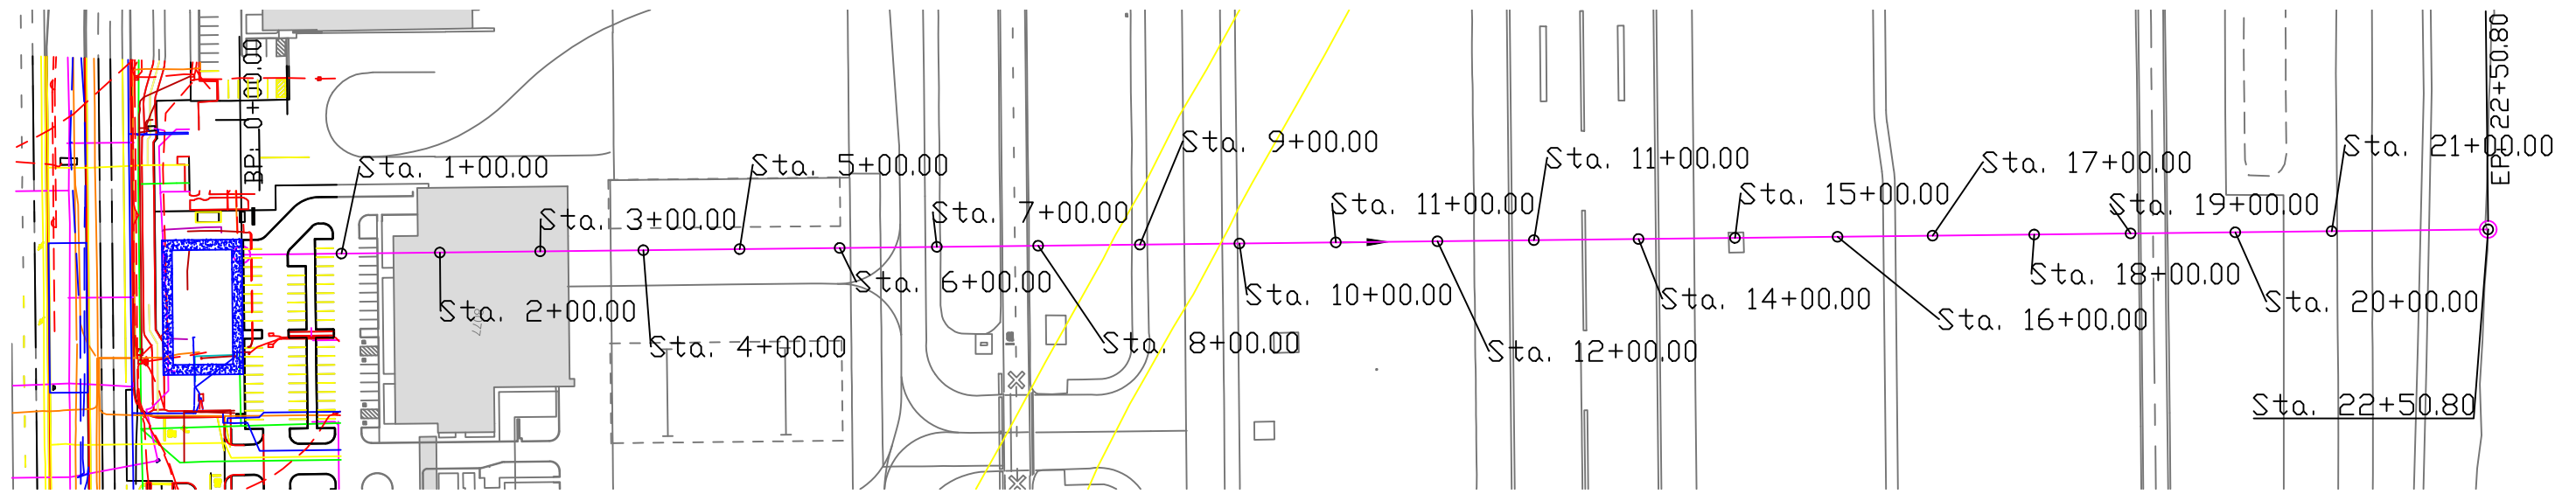 BP: 0+00.00
Sta. 1+00.00
Sta. 2+00.00
Sta. 3+00.00
Sta. 4+00.00
Sta. 5+00.00
Sta. 6+00.00
Sta. 7+00.00
Sta. 8+00.00
Sta. 9+00.00
Sta. 10+00.00
Sta. 11+00.00
Sta. 12+00.00
Sta. 11+00.00
Sta. 14+00.00
Sta. 15+00.00
Sta. 16+00.00
Sta. 17+00.00
Sta. 18+00.00
Sta. 19+00.00
Sta. 20+00.00
Sta. 21+00.00
Sta. 22+50.80
EP: 22+50.80